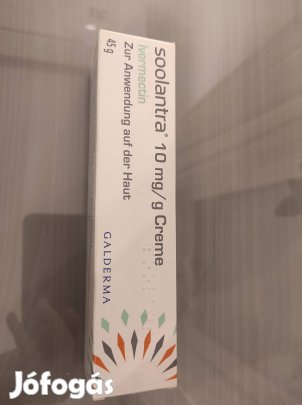 soolantra® 10 mg/g Creme
Ivermectin
Zur Anwendung auf der Haut
45 g
GALDERMA
Jófogás